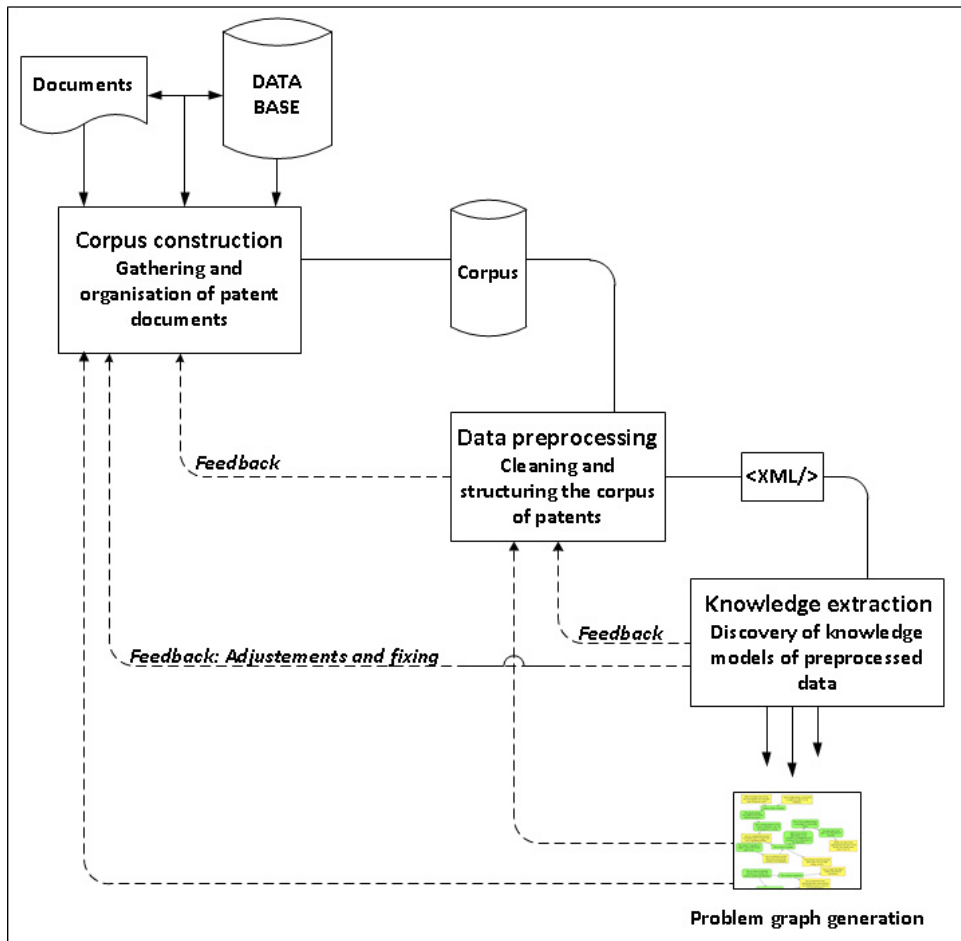 Documents
DATA
BASE
Corpus construction
Gathering and
organisation of patent
documents
Corpus
Data preprocessing
Cleaning and
structuring the corpus
of patents
Feedback
<XML/>
Knowledge extraction
Discovery of knowledge
models of preprocessed
data
Feedback
Feedback: Adjustements and fixing
Problem graph generation